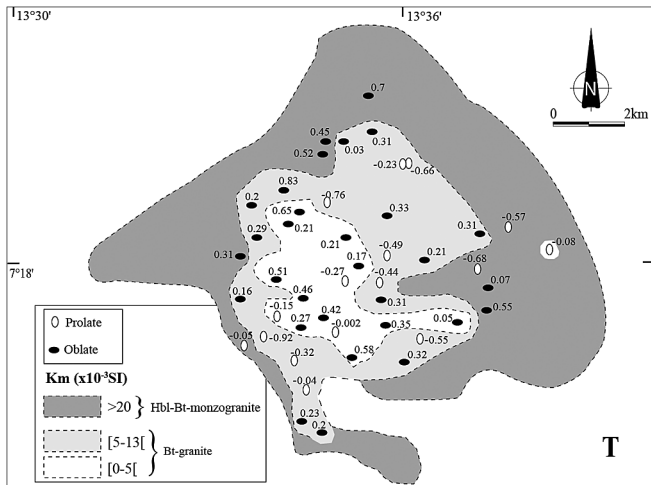 13°30'
13°36'
N
0 2km
0.7
0.45 0.31
0.03
0.52
-0.23 -0.66
0.83
0.2 -0.76
0.65 0.33
0.21
0.29 0.21 0.31 -0.57
-0.08
0.31 -0.49
0.17 0.21
7°18'
-0.68
0.51 -0.27 -0.44
0.07
0.16 0.46 0.31
0.55
-0.15 0.42
0.27 -0.002 0.35 0.05
-0.05 -0.92 -0.55
-0.32 0.58 0.32
-0.04
0.23
0.2
Prolate
Oblate
Km (x10⁻³SI)
>20 } Hbl-Bt-monzogranite
[5-13[
} Bt-granite
[0-5[
T